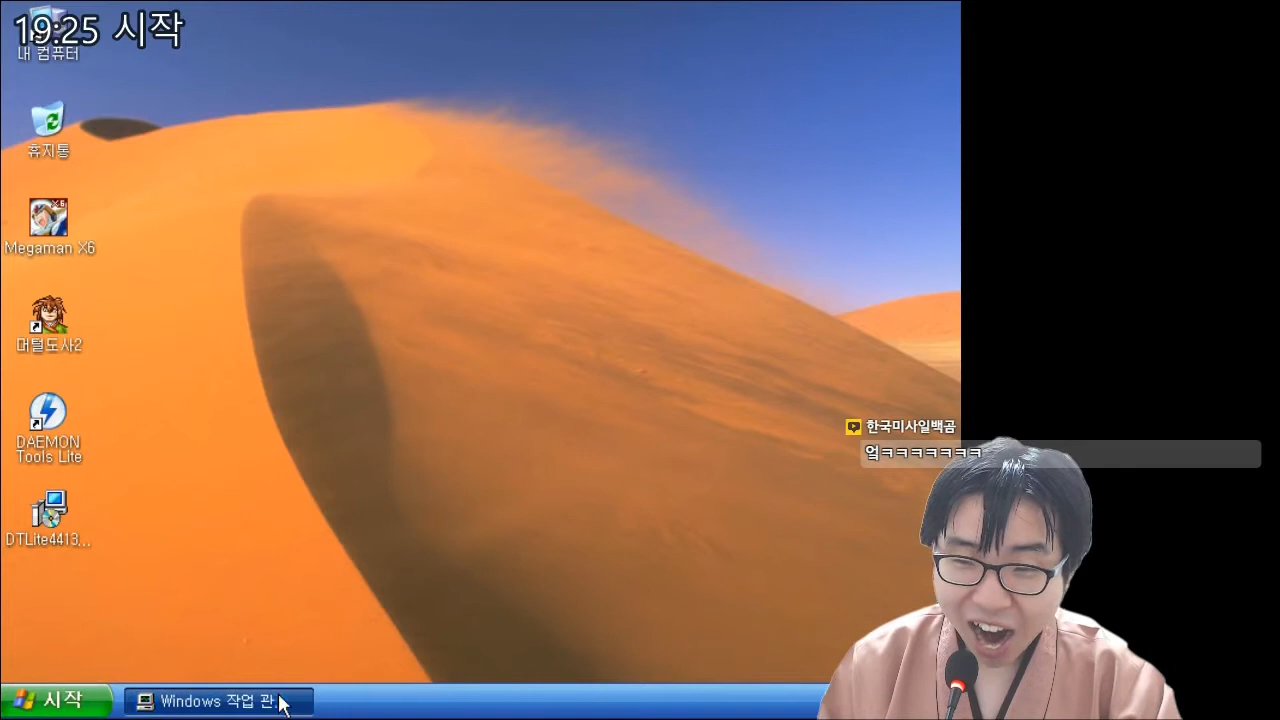 19:25 시작
내 컴퓨터
휴지통
X6
Megaman X6
머털도사2
DAEMON
Tools Lite
DTLite4413,,,
한국미사일백곰
엌ㅋㅋㅋㅋㅋㅋㅋ
시작
Windows 작업 관